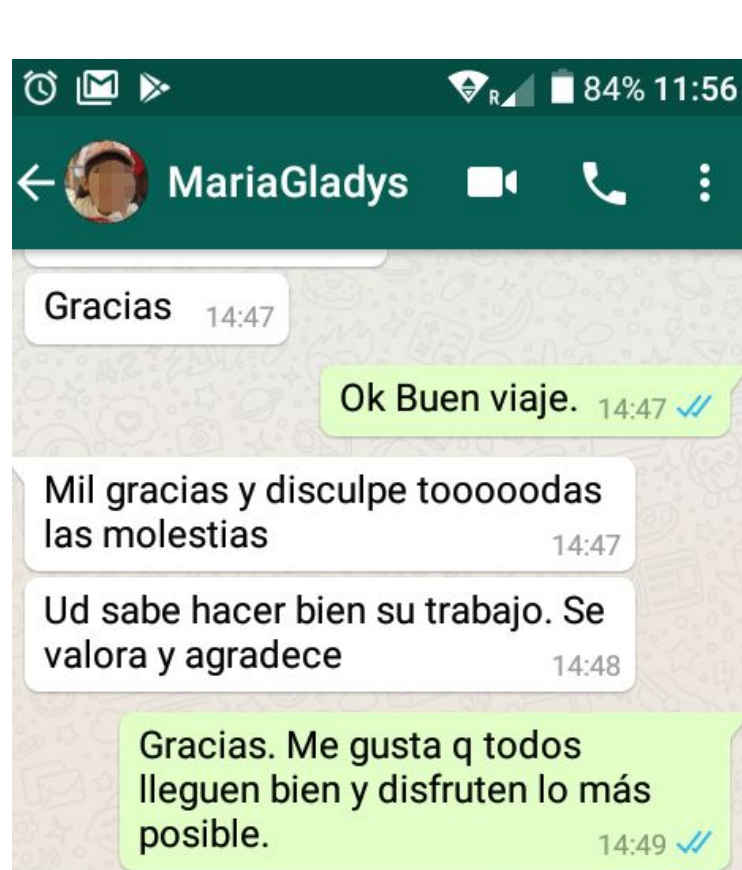 84% 11:56
MariaGladys
Gracias 14:47
Ok Buen viaje. 14:47
Mil gracias y disculpe tooooodas
las molestias 14:47
Ud sabe hacer bien su trabajo. Se
valora y agradece 14:48
Gracias. Me gusta q todos
lleguen bien y disfruten lo más
posible. 14:49